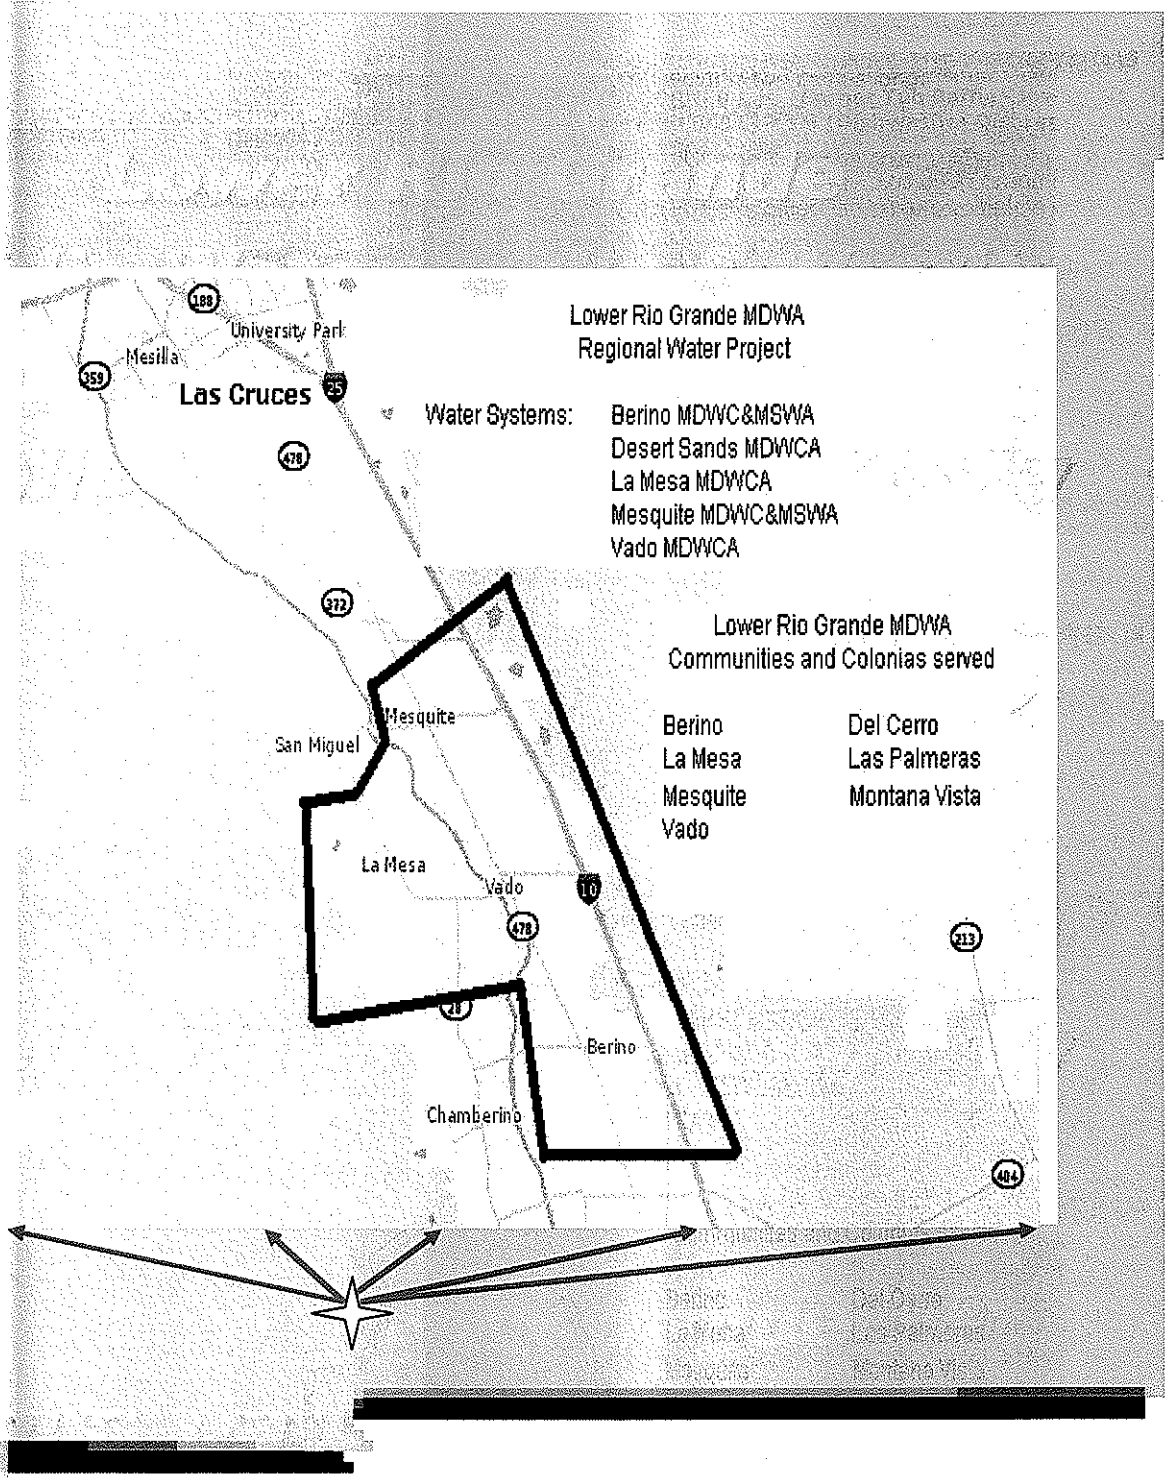 188
University Park
Mesilla
359
Las Cruces
25
478
372
Lower Rio Grande MDWA
Regional Water Project
Water Systems:
Berino MDWC&MSWA
Desert Sands MDWCA
La Mesa MDWCA
Mesquite MDWC&MSWA
Vado MDWCA
Lower Rio Grande MDWA
Communities and Colonias served
Berino Del Cerro
La Mesa Las Palmeras
Mesquite Montana Vista
Vado
Mesquite
San Miguel
La Mesa
Vado
10
478
213
28
Berino
Chamberino
404